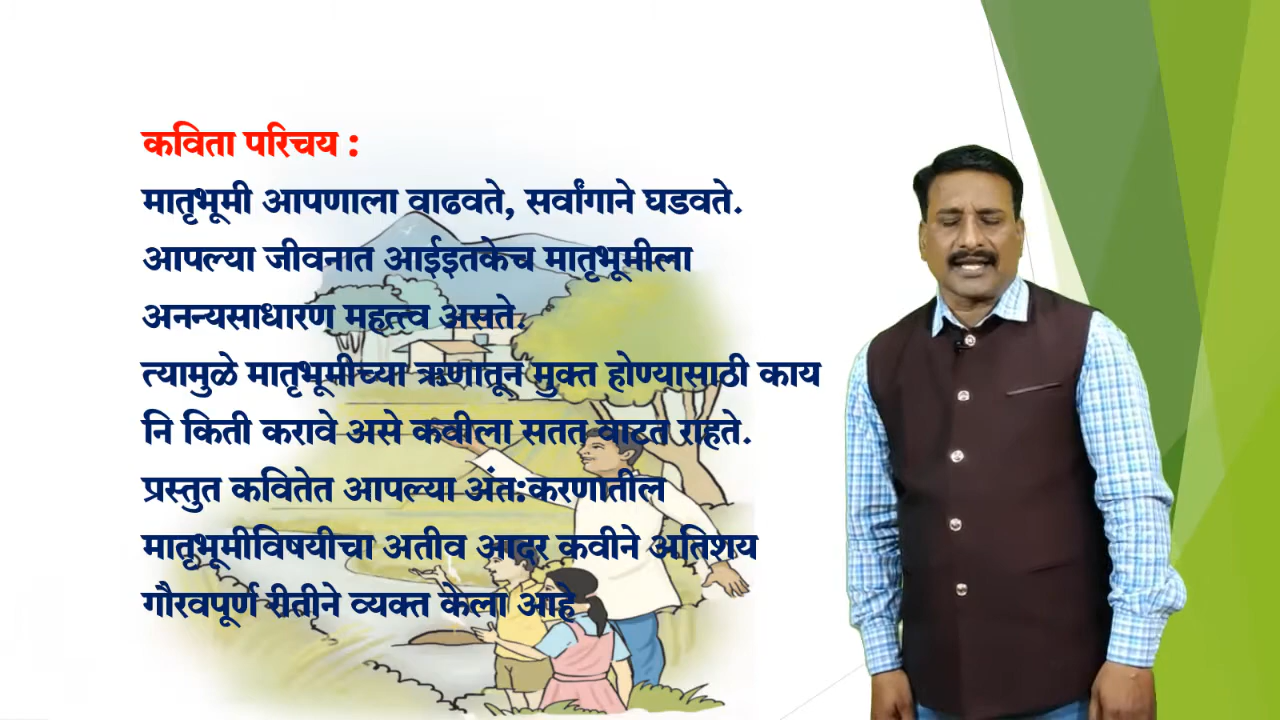 कविता परिचय :
मातृभूमी आपणाला वाढवते, सर्वांगाने घडवते.
आपल्या जीवनात आईइतकेच मातृभूमीला
अनन्यसाधारण महत्त्व असते.
त्यामुळे मातृभूमीच्या ऋणातून मुक्त होण्यासाठी काय
नि किती करावे असे कवीला सतत वाटत राहते.
प्रस्तुत कवितेत आपल्या अंत:करणातील
मातृभूमीविषयीचा अतीव आदर कवीने अतिशय
गौरवपूर्ण रीतीने व्यक्त केला आहे